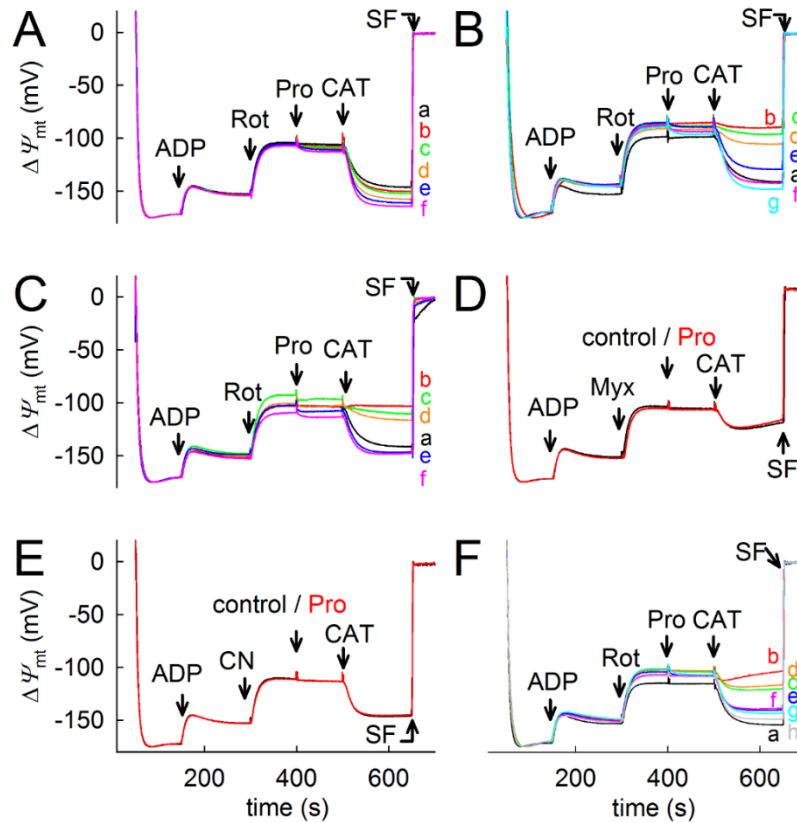 A
SF
0
Pro
CAT
Rot
ADP
-50
-100
-150
ΔΨmt (mV)
a
b
c
d
e
f
B
SF
Pro
CAT
Rot
ADP
b
c
d
e
a
f
g
C
SF
0
Pro
CAT
Rot
ADP
-50
-100
-150
ΔΨmt (mV)
b
c
d
a
e
f
D
control / Pro
CAT
Myx
ADP
SF
E
0
control / Pro
CAT
CN
ADP
SF
-50
-100
-150
ΔΨmt (mV)
200 400 600
time (s)
F
SF
Pro
CAT
Rot
ADP
b
d
c
e
f
g
a
h
200 400 600
time (s)